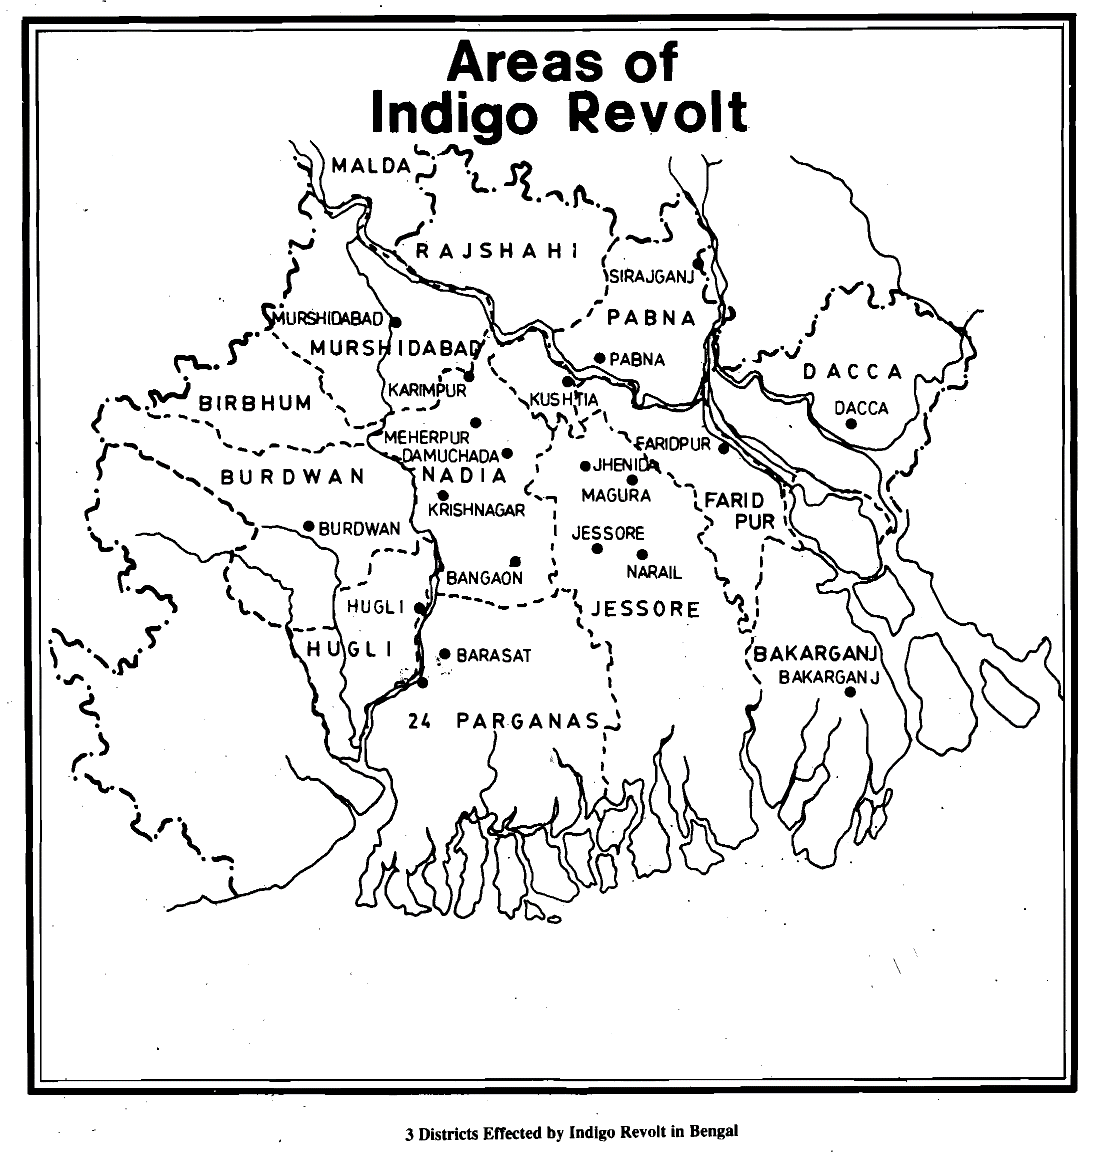 Areas of
Indigo Revolt
MALDA
RAJSHAHI
SIRAJGANJ
PABNA
MURSHIDABAD
MURSHIDABAD
PABNA
DACCA
KARIMPUR
KUSHTIA
BIRBHUM
DACCA
MEHERPUR
FARIDPUR
DAMUCHADA
JHENIDA
BURDWAN
NADIA
MAGURA
FARID
PUR
KRISHNAGAR
BURDWAN
JESSORE
BANGAON
NARAIL
HUGLI
JESSORE
HUGLI
BARASAT
BAKARGANJ
BAKARGANJ
24 PARGANAS
3 Districts Effected by Indigo Revolt in Bengal